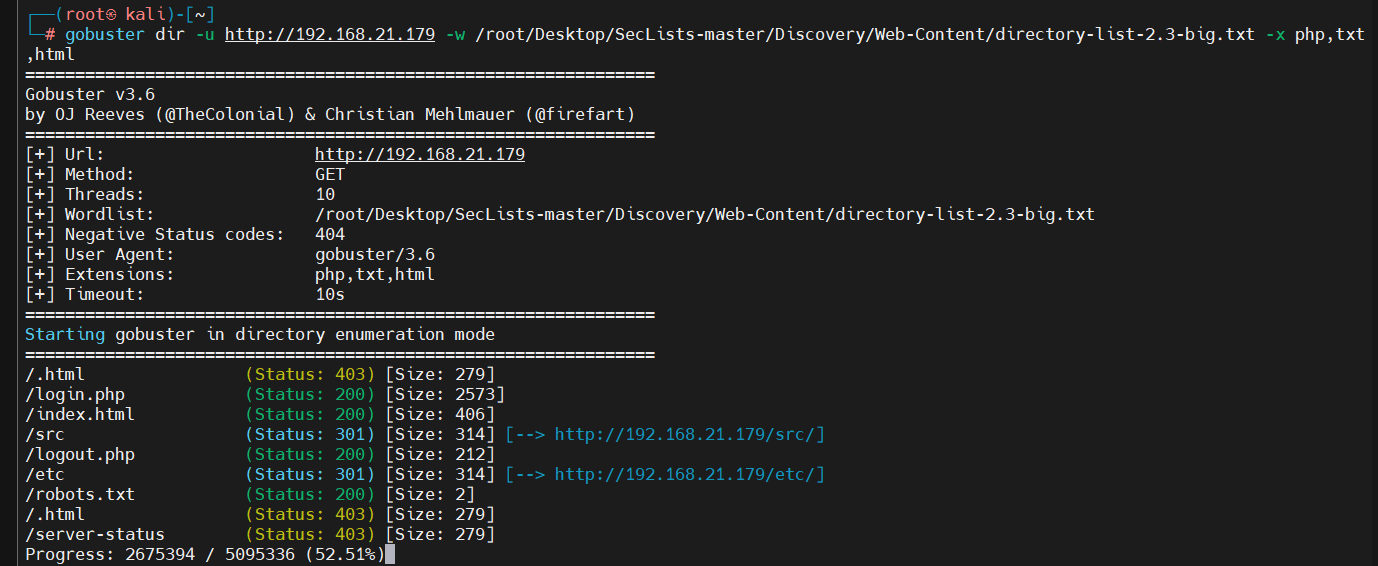 ┌──(root㉿ kali)-[~]
└─# gobuster dir -u http://192.168.21.179 -w /root/Desktop/SecLists-master/Discovery/Web-Content/directory-list-2.3-big.txt -x php,txt
,html
===============================================================
Gobuster v3.6
by OJ Reeves (@TheColonial) & Christian Mehlmauer (@firefart)
===============================================================
[+] Url:                     http://192.168.21.179
[+] Method:                  GET
[+] Threads:                 10
[+] Wordlist:                /root/Desktop/SecLists-master/Discovery/Web-Content/directory-list-2.3-big.txt
[+] Negative Status codes:   404
[+] User Agent:              gobuster/3.6
[+] Extensions:              php,txt,html
[+] Timeout:                 10s
===============================================================
Starting gobuster in directory enumeration mode
===============================================================
/.html                (Status: 403) [Size: 279]
/login.php            (Status: 200) [Size: 2573]
/index.html           (Status: 200) [Size: 406]
/src                  (Status: 301) [Size: 314] [--> http://192.168.21.179/src/]
/logout.php           (Status: 200) [Size: 212]
/etc                  (Status: 301) [Size: 314] [--> http://192.168.21.179/etc/]
/robots.txt           (Status: 200) [Size: 2]
/.html                (Status: 403) [Size: 279]
/server-status        (Status: 403) [Size: 279]
Progress: 2675394 / 5095336 (52.51%)